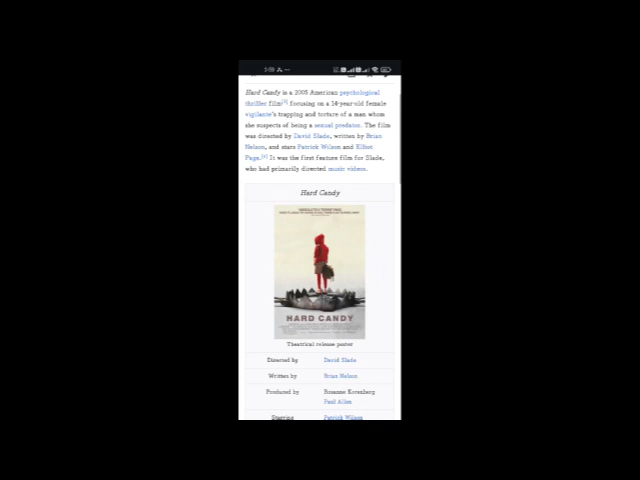 Hard Candy is a 2005 American psychological
thriller film[3] focusing on a 14-year-old female
vigilante's trapping and torture of a man whom
she suspects of being a sexual predator. The film
was directed by David Slade, written by Brian
Nelson, and stars Patrick Wilson and Elliot
Page.[4] It was the first feature film for Slade,
who had primarily directed music videos.
Hard Candy
HARD CANDY
Theatrical release poster
Directed by David Slade
Written by Brian Nelson
Produced by
Paul Allen
Starring Patrick Wilson